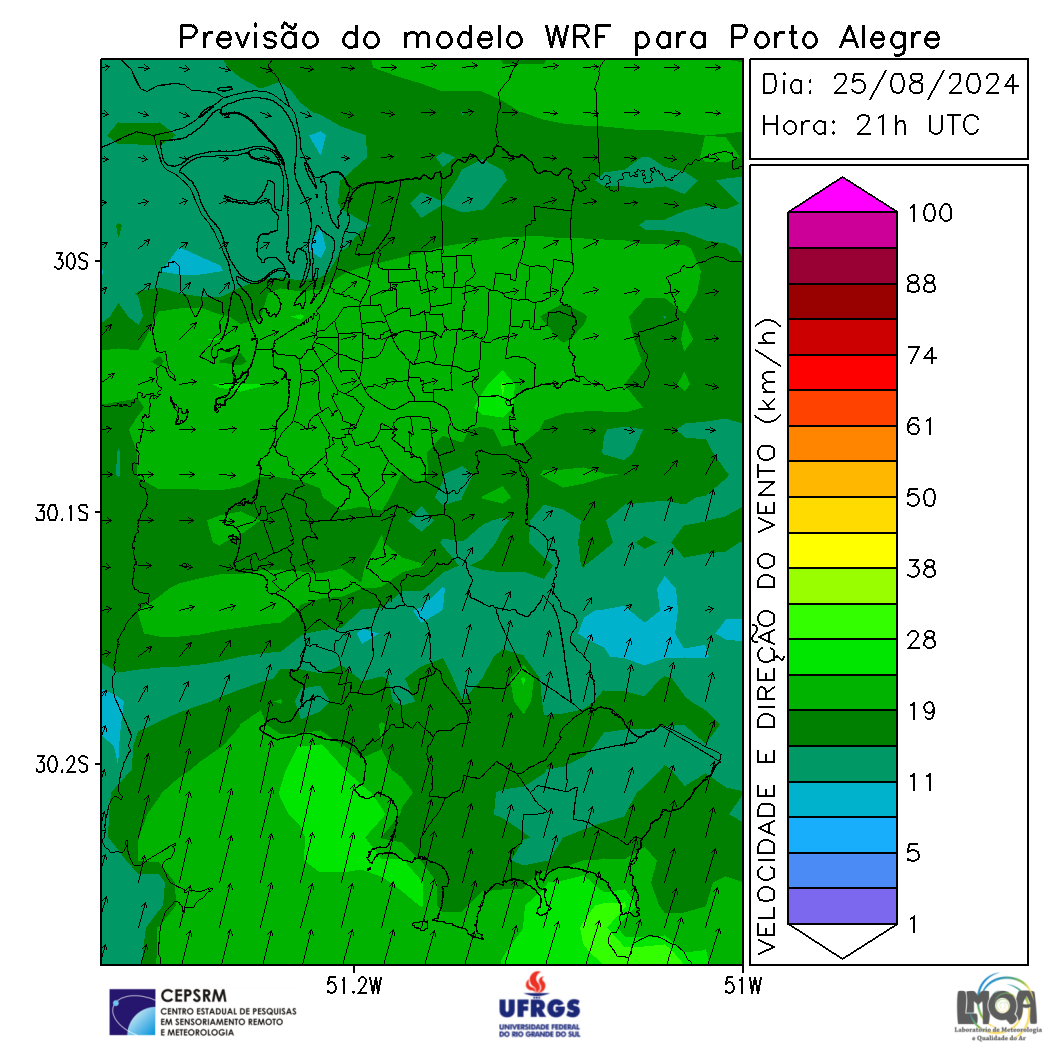 Previsão do modelo WRF para Porto Alegre
Dia: 25/08/2024
Hora: 21h UTC
30S
30.1S
30.2S
51.2W
51W
VELOCIDADE E DIREÇÃO DO VENTO (km/h)
100
88
74
61
50
38
28
19
11
5
1
CEPSRM
CENTRO ESTADUAL DE PESQUISAS
EM SENSORIAMENTO REMOTO
E METEOROLOGIA
UFRGS
UNIVERSIDADE FEDERAL
DO RIO GRANDE DO SUL
LMQA
Laboratório de Meteorologia
e Qualidade do Ar